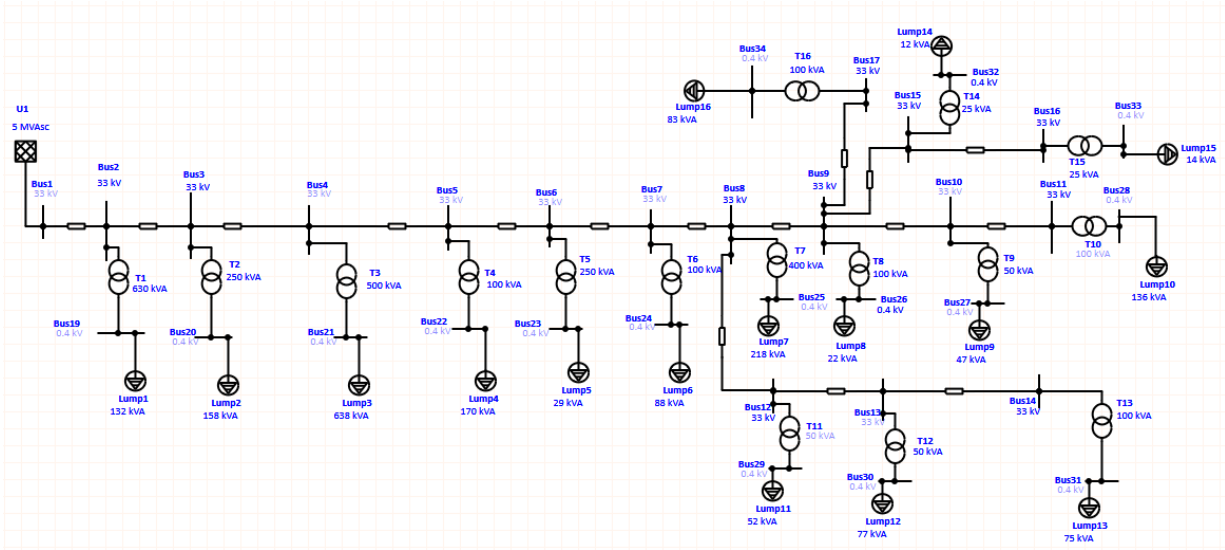 Lump14
12 kVA
Bus34
0.4 kV
T16
100 kVA
Bus17
33 kV
Bus32
0.4 kV
Bus15
33 kV
T14
25 kVA
Lump16
83 kVA
Bus16
33 kV
Bus33
0.4 kV
U1
5 MVAsc
T15
25 kVA
Lump15
14 kVA
Bus1
33 kV
Bus2
33 kV
Bus3
33 kV
Bus4
33 kV
Bus5
33 kV
Bus6
33 kV
Bus7
33 kV
Bus8
33 kV
Bus9
33 kV
Bus10
33 kV
Bus11
33 kV
Bus28
0.4 kV
T1
630 kVA
T2
250 kVA
T3
500 kVA
T4
100 kVA
T5
250 kVA
T6
100 kVA
T7
400 kVA
T8
100 kVA
T9
50 kVA
T10
100 kVA
Lump10
136 kVA
Bus19
0.4 kV
Bus20
0.4 kV
Bus21
0.4 kV
Bus22
0.4 kV
Bus23
0.4 kV
Bus24
0.4 kV
Bus25
0.4 kV
Bus26
0.4 kV
Bus27
0.4 kV
Lump1
132 kVA
Lump2
158 kVA
Lump3
638 kVA
Lump4
170 kVA
Lump5
29 kVA
Lump6
88 kVA
Lump7
218 kVA
Lump8
22 kVA
Lump9
47 kVA
Bus12
33 kV
Bus13
33 kV
Bus14
33 kV
T11
50 kVA
T12
50 kVA
T13
100 kVA
Bus29
0.4 kV
Bus30
0.4 kV
Bus31
0.4 kV
Lump11
52 kVA
Lump12
77 kVA
Lump13
75 kVA